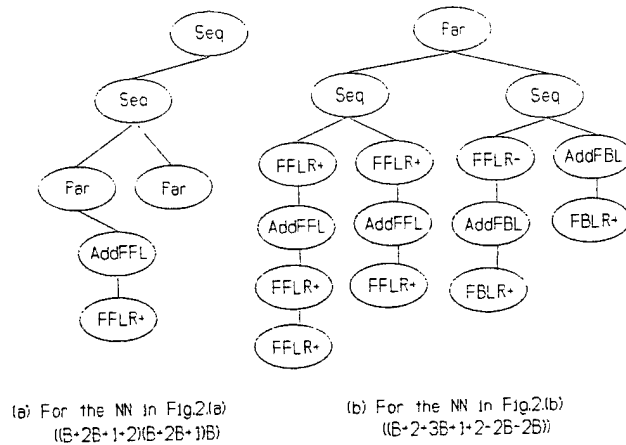 Seq
Par
Seq
Seq
Seq
Par
Par
FFLR+
FFLR+
FFLR-
AddFBL
AddFFL
AddFFL
AddFFL
AddFBL
FBLR+
FFLR+
FFLR+
FFLR+
FBLR+
FFLR+
(a) For the NN in Fig.2.(a)
((B+2B+1+2)(B+2B+1)B)
(b) For the NN in Fig.2.(b)
((B+2+3B+1+2-2B-2B))